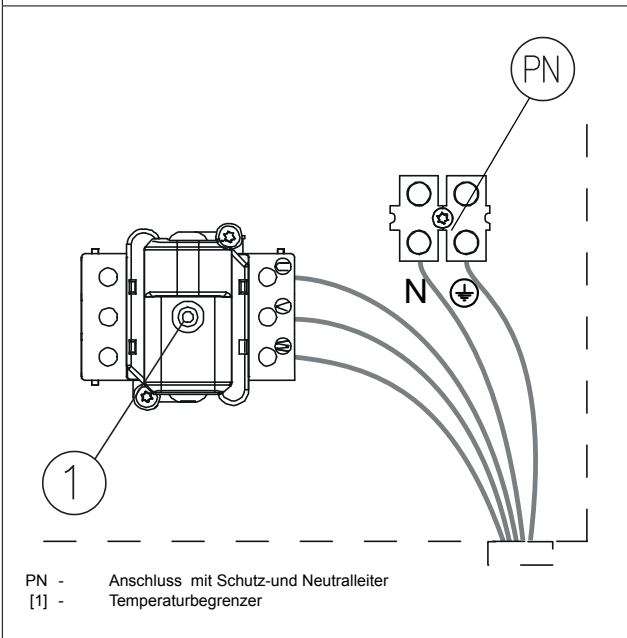 PN
N
1
U
V
W
PN - Anschluss mit Schutz-und Neutralleiter
[1] - Temperaturbegrenzer